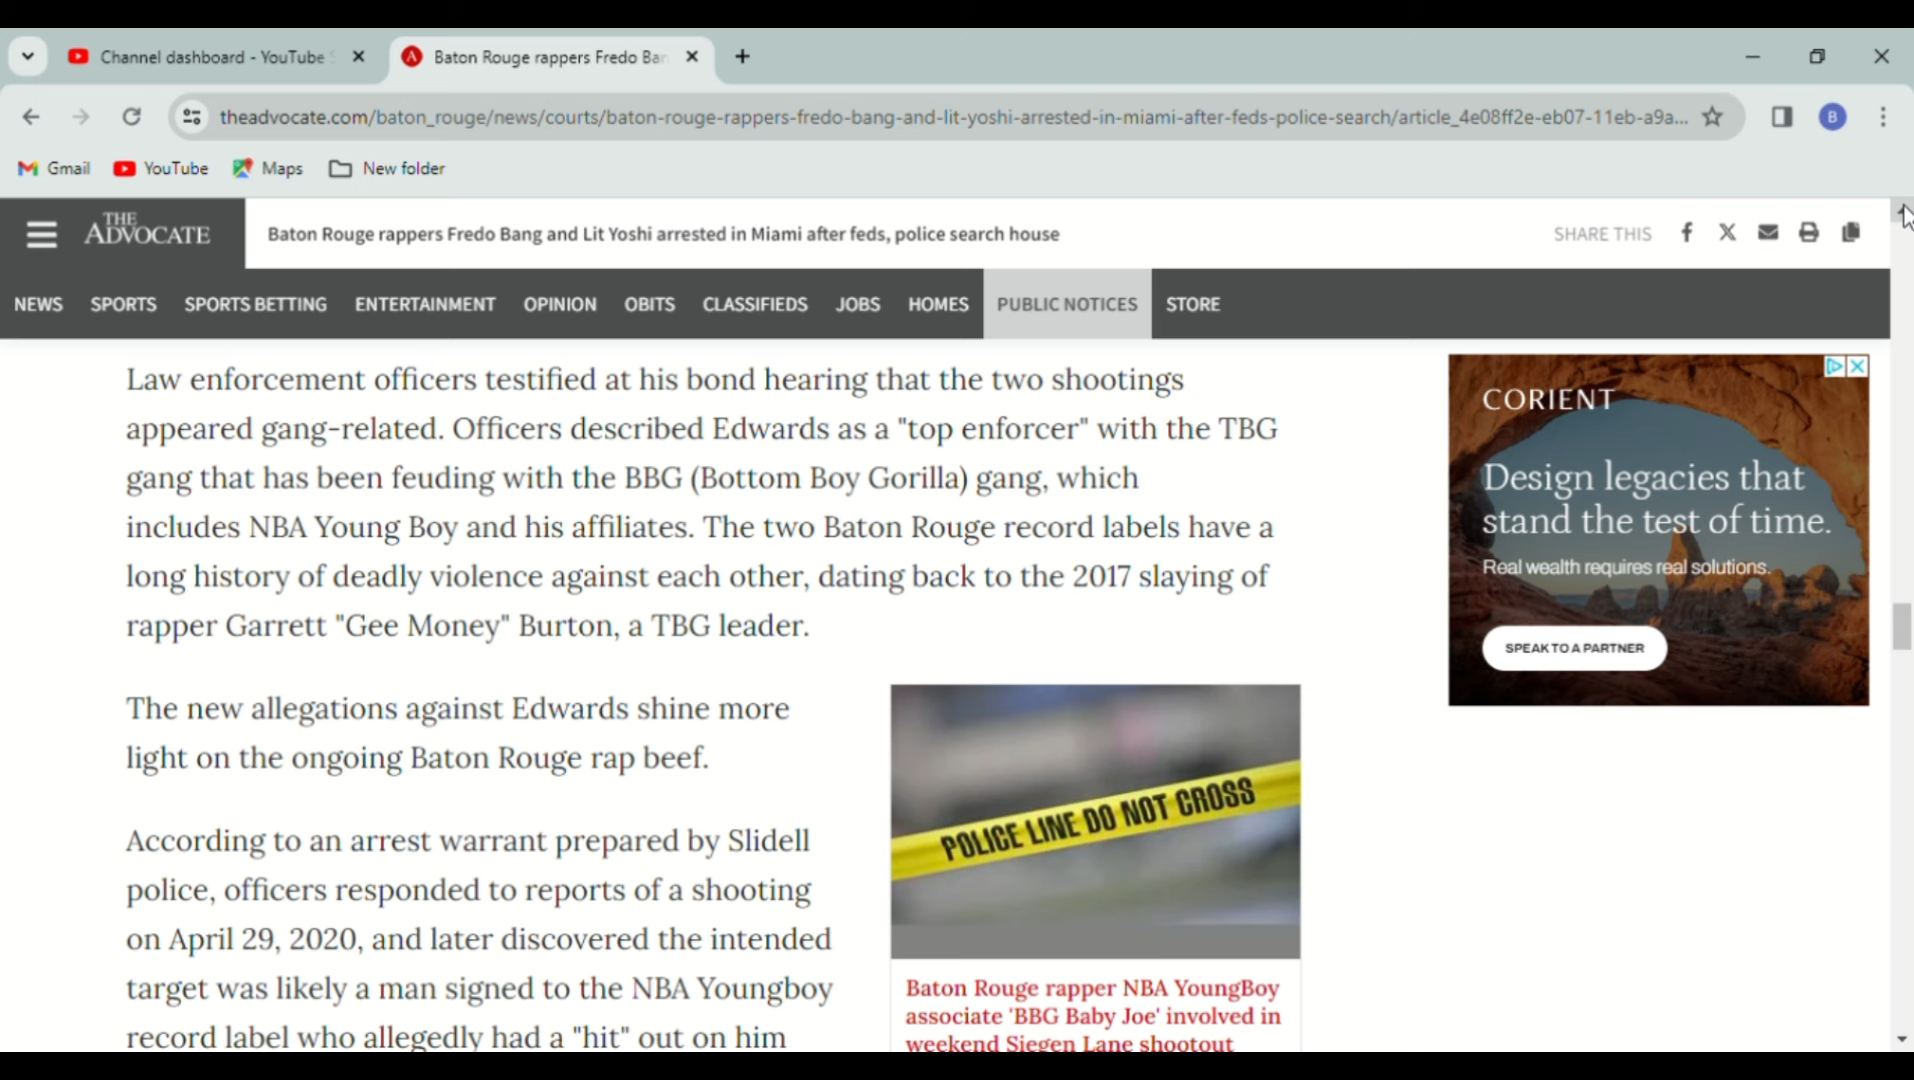 Channel dashboard - YouTube S
Baton Rouge rappers Fredo Ban
theadvocate.com/baton_rouge/news/courts/baton-rouge-rappers-fredo-bang-and-lit-yoshi-arrested-in-miami-after-feds-police-search/article_4e08ff2e-eb07-11eb-a9a...
B
Gmail
YouTube
Maps
New folder
THE
ADVOCATE
Baton Rouge rappers Fredo Bang and Lit Yoshi arrested in Miami after feds, police search house
SHARE THIS
NEWS SPORTS SPORTS BETTING ENTERTAINMENT OPINION OBITS CLASSIFIEDS JOBS HOMES PUBLIC NOTICES STORE
Law enforcement officers testified at his bond hearing that the two shootings
appeared gang-related. Officers described Edwards as a "top enforcer" with the TBG
gang that has been feuding with the BBG (Bottom Boy Gorilla) gang, which
includes NBA Young Boy and his affiliates. The two Baton Rouge record labels have a
long history of deadly violence against each other, dating back to the 2017 slaying of
rapper Garrett "Gee Money" Burton, a TBG leader.
The new allegations against Edwards shine more
light on the ongoing Baton Rouge rap beef.
According to an arrest warrant prepared by Slidell
police, officers responded to reports of a shooting
on April 29, 2020, and later discovered the intended
target was likely a man signed to the NBA Youngboy
record label who allegedly had a "hit" out on him
POLICE LINE DO NOT CROSS
Baton Rouge rapper NBA YoungBoy
associate 'BBG Baby Joe' involved in
weekend Siegen Lane shootout
CORIENT
Design legacies that
stand the test of time.
Real wealth requires real solutions.
SPEAK TO A PARTNER